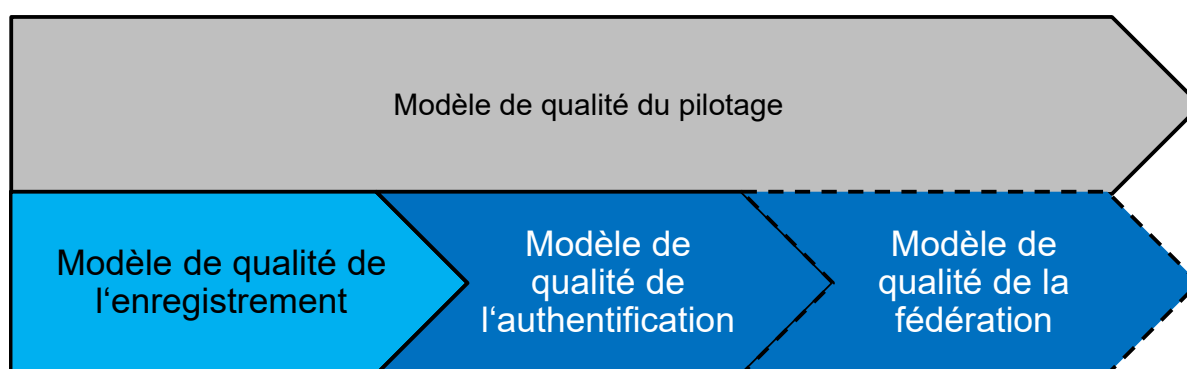 Modèle de qualité du pilotage
Modèle de qualité de
l‘enregistrement
Modèle de
qualité de
l‘authentification
Modèle de
qualité de la
fédération